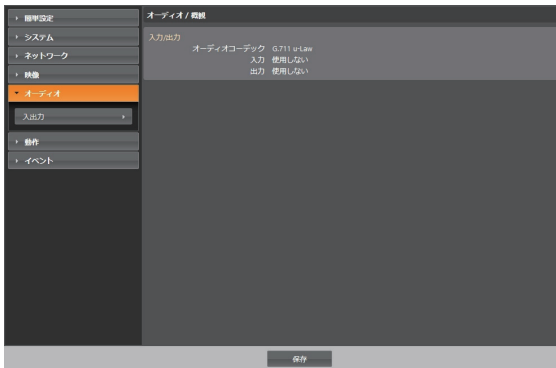 簡単設定
システム
ネットワーク
映像
オーディオ
入出力
動作
イベント
オーディオ / 概観
入力/出力
オーディオコーデック G.711 u-Law
入力 使用しない
出力 使用しない
保存